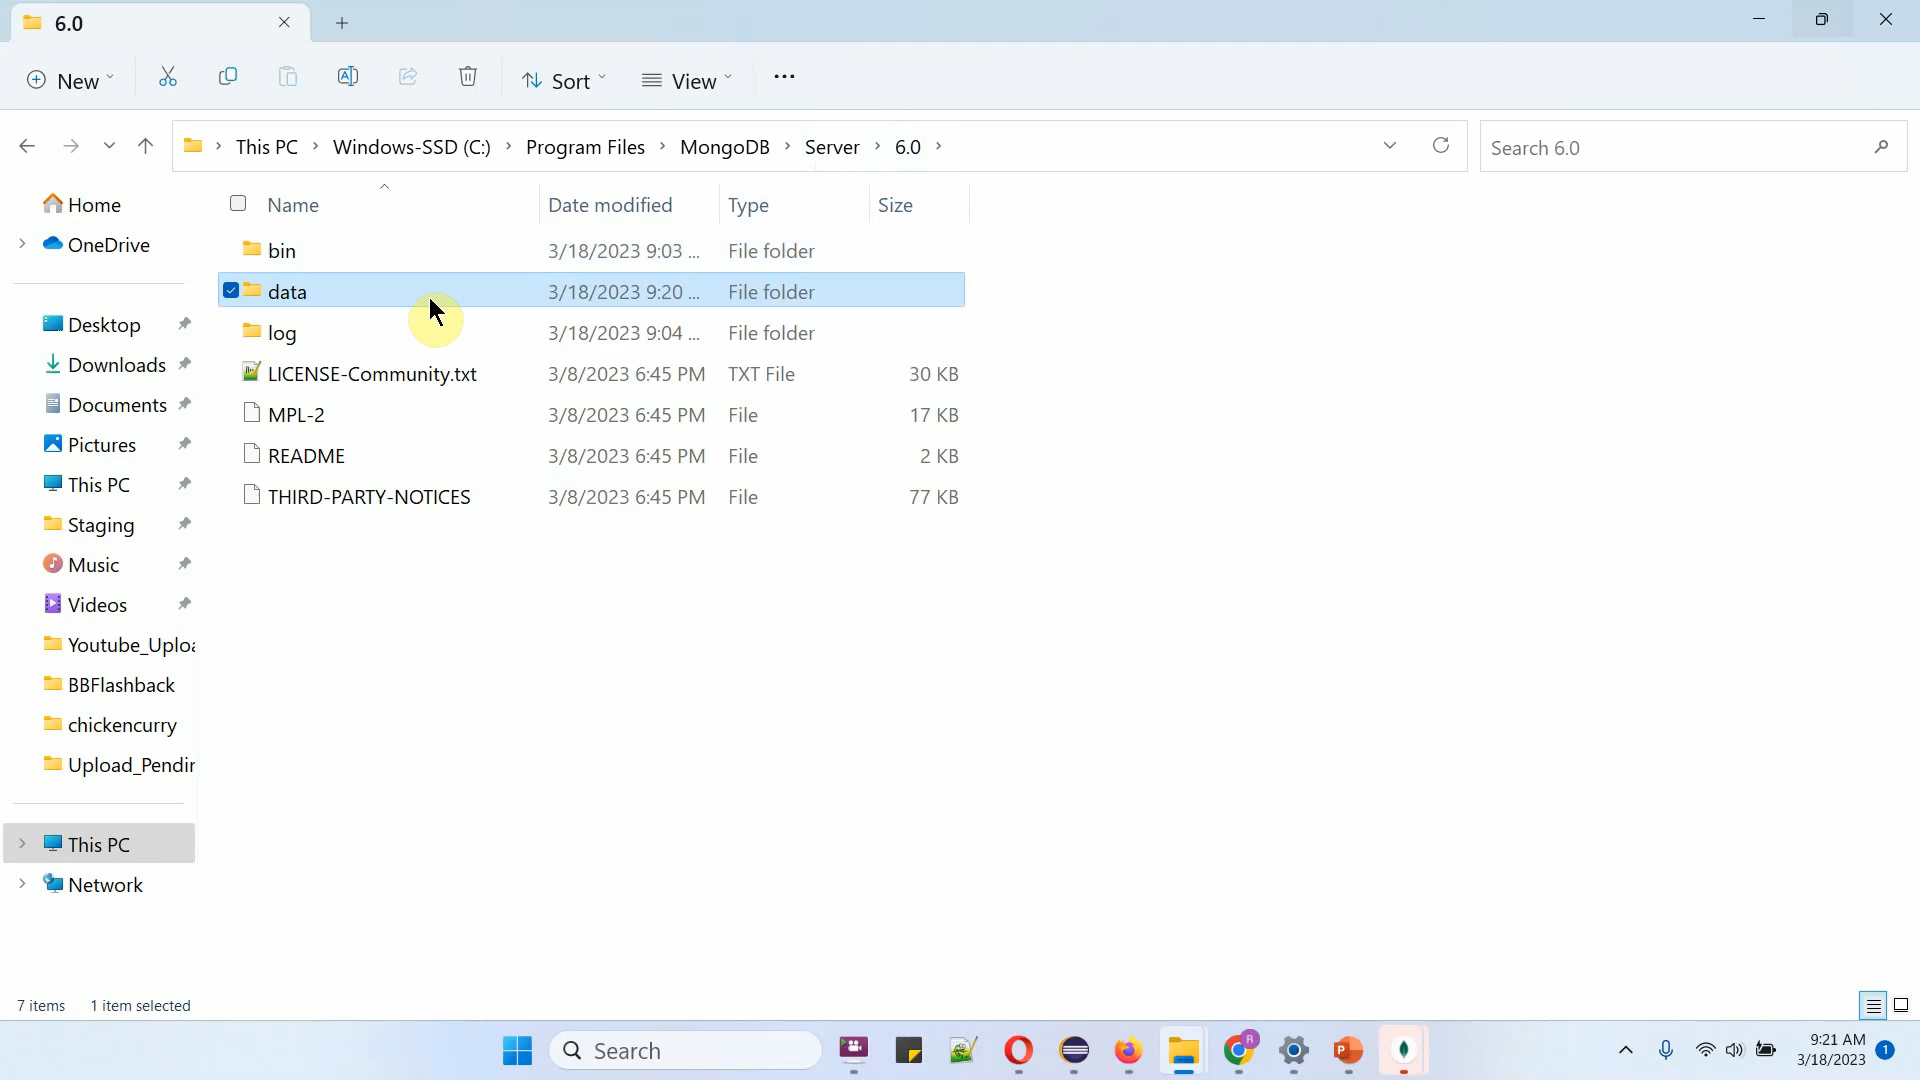 6.0
New
Sort
View
This PC
Windows-SSD (C:)
Program Files
MongoDB
Server
6.0
Search 6.0
Home
OneDrive
Desktop
Downloads
Documents
Pictures
This PC
Staging
Music
Videos
Youtube_Uploa
BBFlashback
chickencurry
Upload_Pendin
This PC
Network
Name Date modified Type Size
bin 3/18/2023 9:03 ... File folder
data 3/18/2023 9:20 ... File folder
log 3/18/2023 9:04 ... File folder
LICENSE-Community.txt 3/8/2023 6:45 PM TXT File 30 KB
MPL-2 3/8/2023 6:45 PM File 17 KB
README 3/8/2023 6:45 PM File 2 KB
THIRD-PARTY-NOTICES 3/8/2023 6:45 PM File 77 KB
7 items 1 item selected
Search
R
9:21 AM
3/18/2023
1